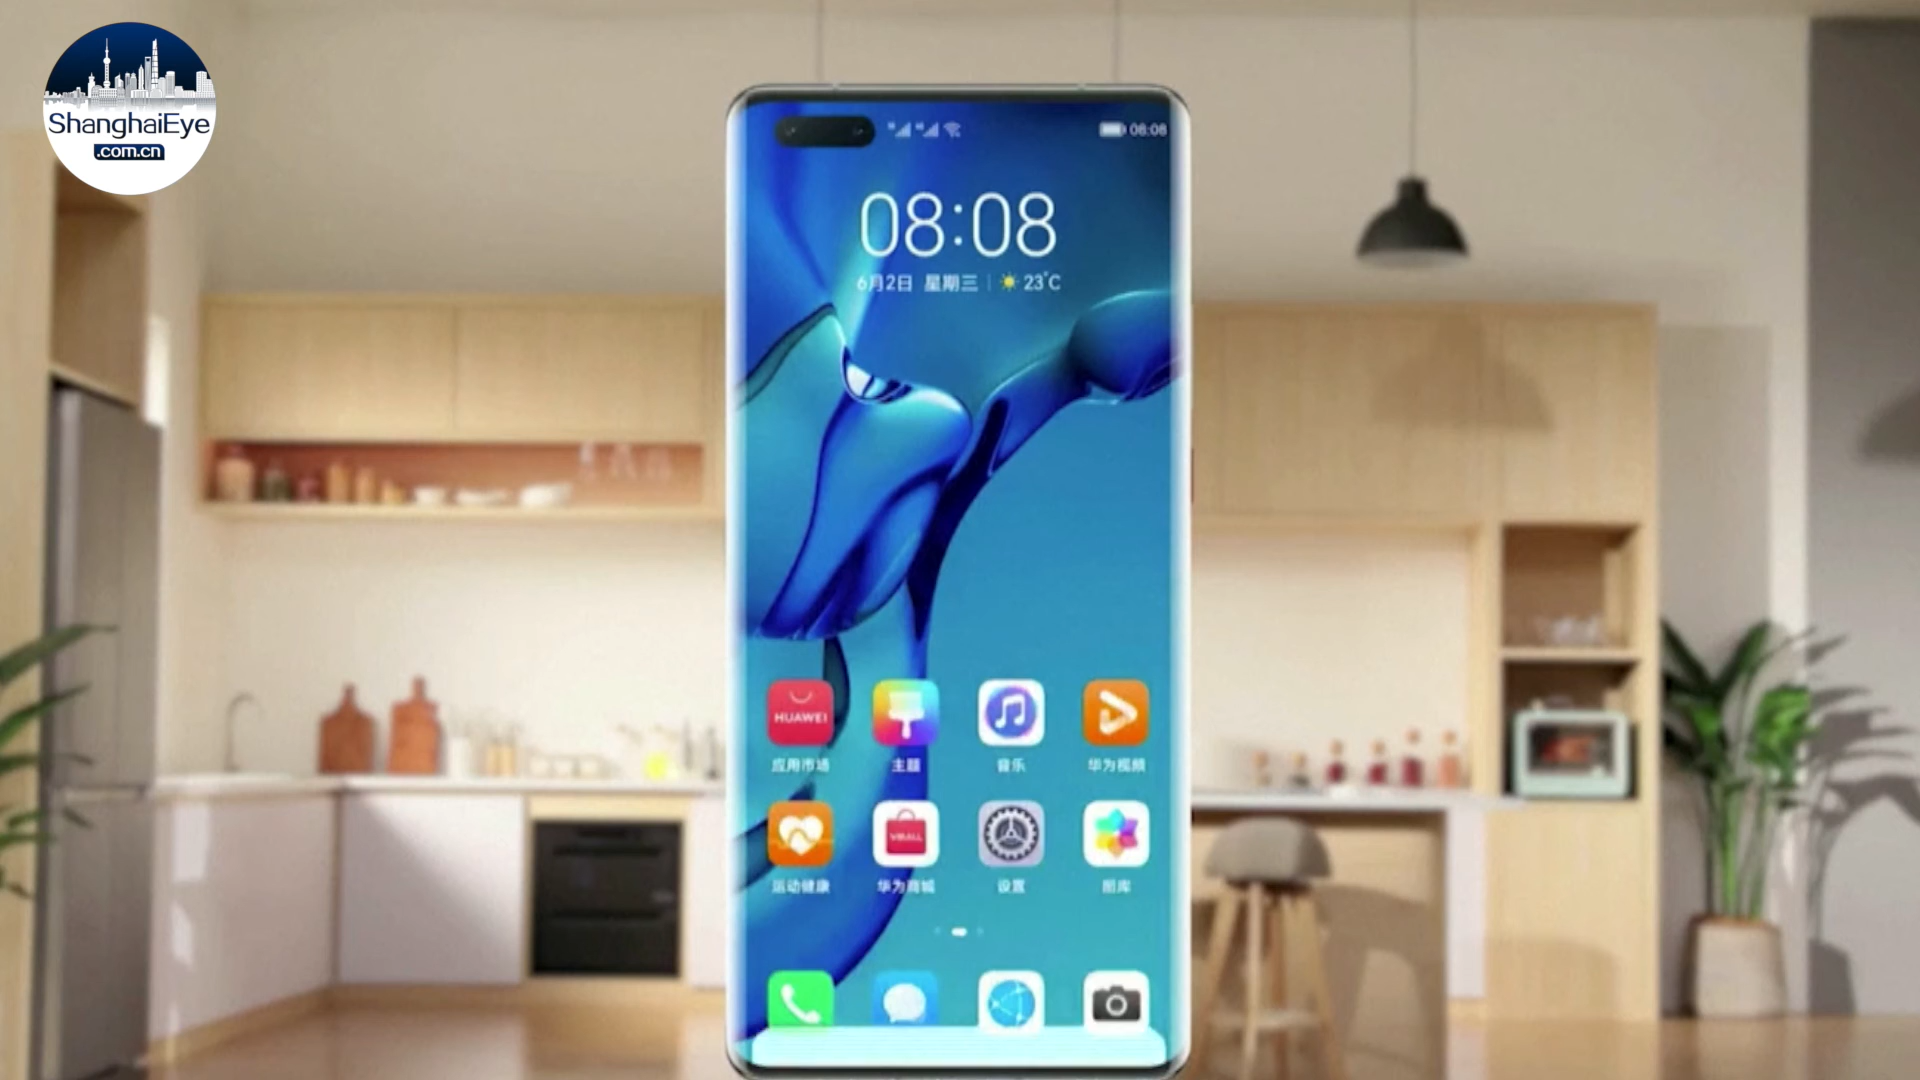 ShanghaiEye
.com.cn
08:08
08:08
6月2日 星期三 23°C
HUAWEI
应用市场 主题 音乐 华为视频
VMALL
运动健康 华为商城 设置 图库